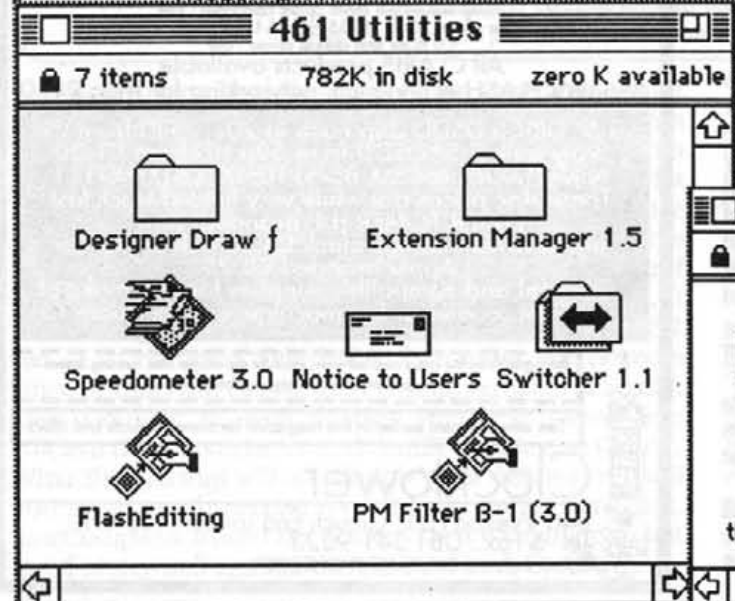 461 Utilities
7 items 782K in disk zero K available
Designer Draw ƒ Extension Manager 1.5
Speedometer 3.0 Notice to Users Switcher 1.1
FlashEditing PM Filter ß-1 (3.0)